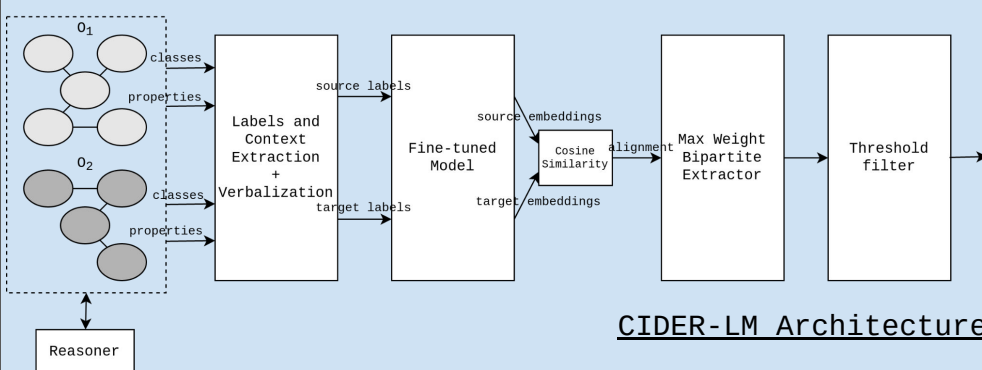 O1
classes
properties
O2
classes
properties
Reasoner
Labels and
Context
Extraction
+
Verbalization
source labels
target labels
Fine-tuned
Model
source embeddings
target embeddings
Cosine
Similarity
alignment
Max Weight
Bipartite
Extractor
Threshold
filter
CIDER-LM Architecture